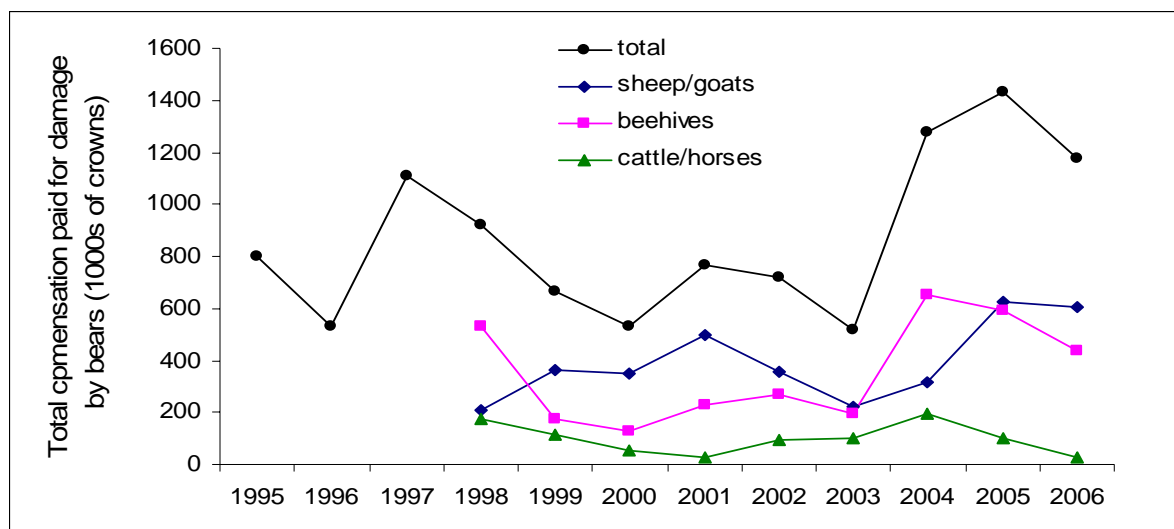 Total cpmensation paid for damage
by bears (1000s of crowns)
1600
1400
1200
1000
800
600
400
200
0
total
sheep/goats
beehives
cattle/horses
1995 1996 1997 1998 1999 2000 2001 2002 2003 2004 2005 2006